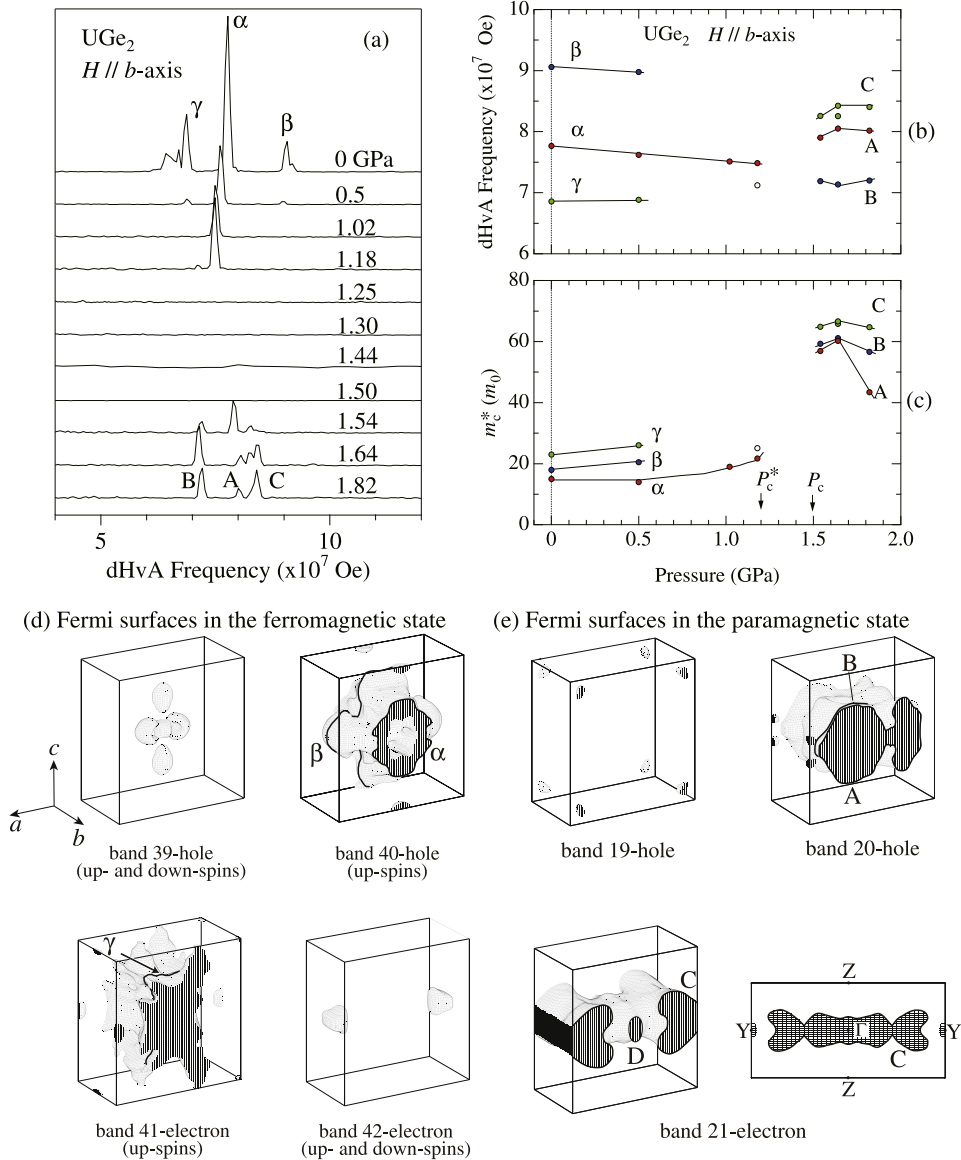 UGe2
H // b-axis
(a)
α
γ
β
0 GPa
0.5
1.02
1.18
1.25
1.30
1.44
1.50
1.54
1.64
1.82
B
A
C
5
10
dHvA Frequency (x10^7 Oe)
dHvA Frequency (x10^7 Oe)
10
9
8
7
6
UGe2 H // b-axis
β
α
γ
C
A
B
(b)
m_c^* (m_0)
80
60
40
20
0
γ
β
α
C
B
A
P_c^*
P_c
(c)
0
0.5
1.0
1.5
2.0
Pressure (GPa)
(d) Fermi surfaces in the ferromagnetic state
c
a
b
band 39-hole
(up- and down-spins)
β
α
band 40-hole
(up-spins)
γ
band 41-electron
(up-spins)
band 42-electron
(up- and down-spins)
(e) Fermi surfaces in the paramagnetic state
band 19-hole
B
A
band 20-hole
C
D
Z
Y
Γ
Y
C
Z
band 21-electron